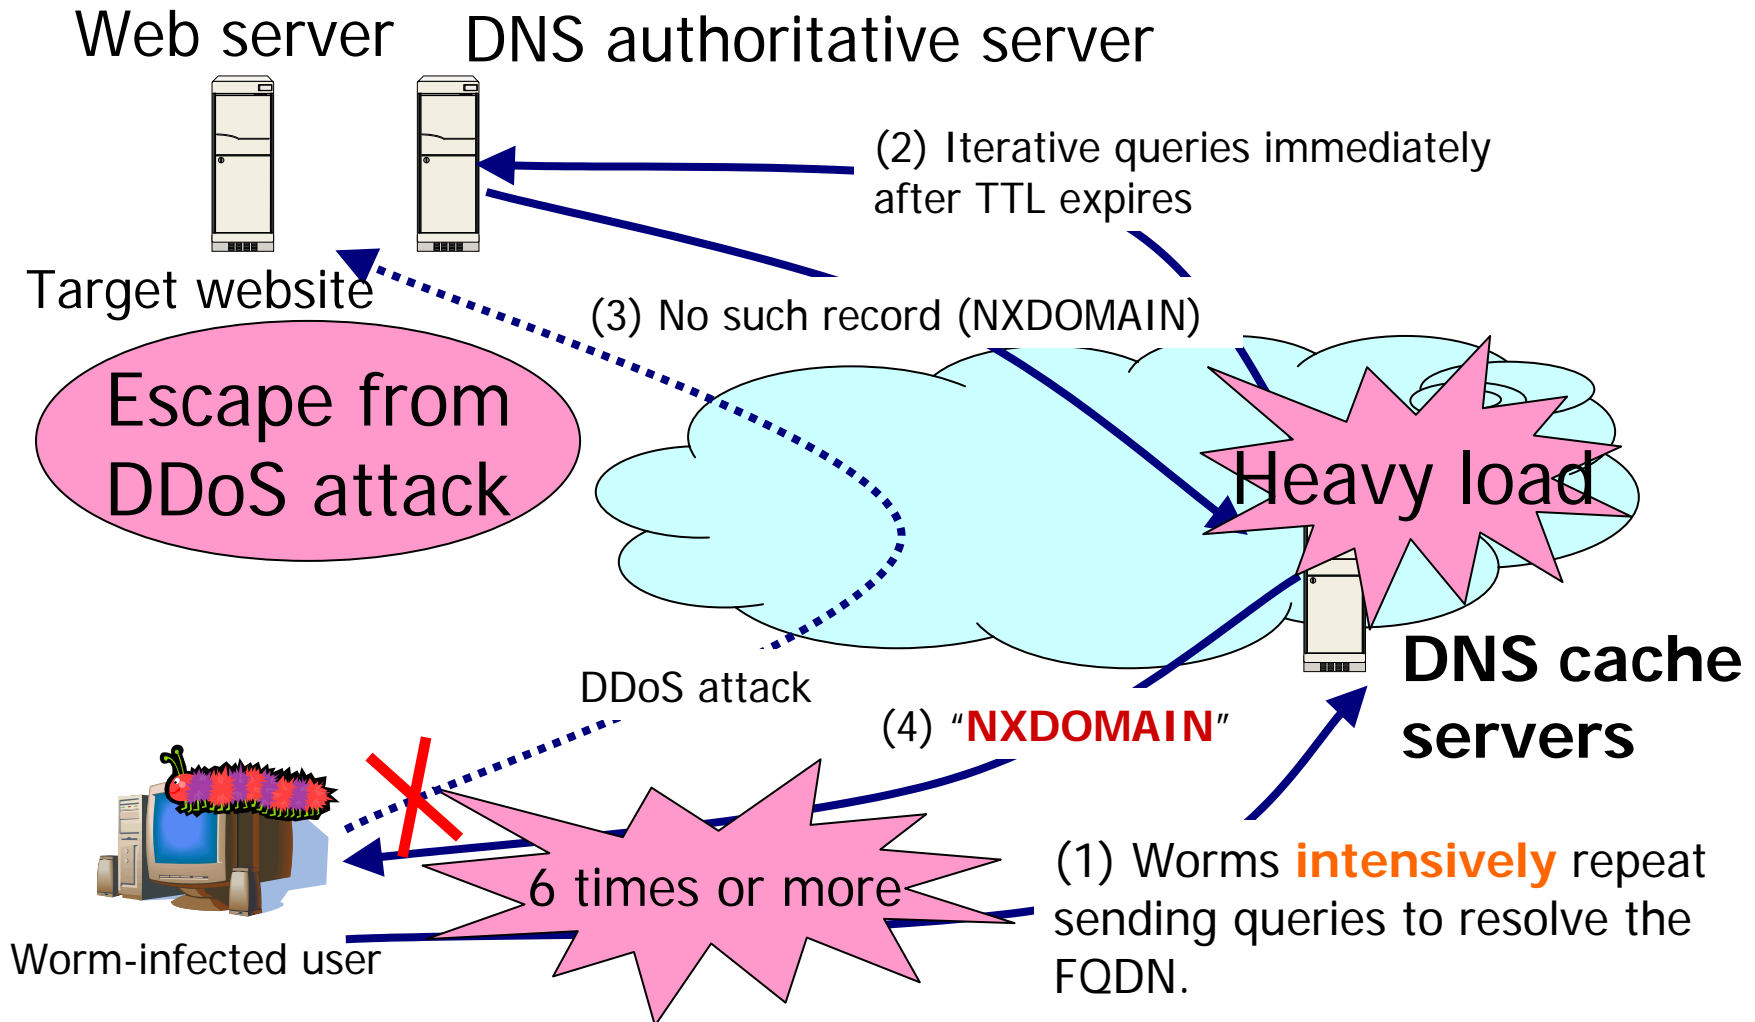 Web server
DNS authoritative server
(2) Iterative queries immediately
after TTL expires
Target website
(3) No such record (NXDOMAIN)
Escape from
DDoS attack
Heavy load
DNS cache
servers
DDoS attack
(4) “NXDOMAIN”
6 times or more
(1) Worms intensively repeat
sending queries to resolve the
FQDN.
Worm-infected user